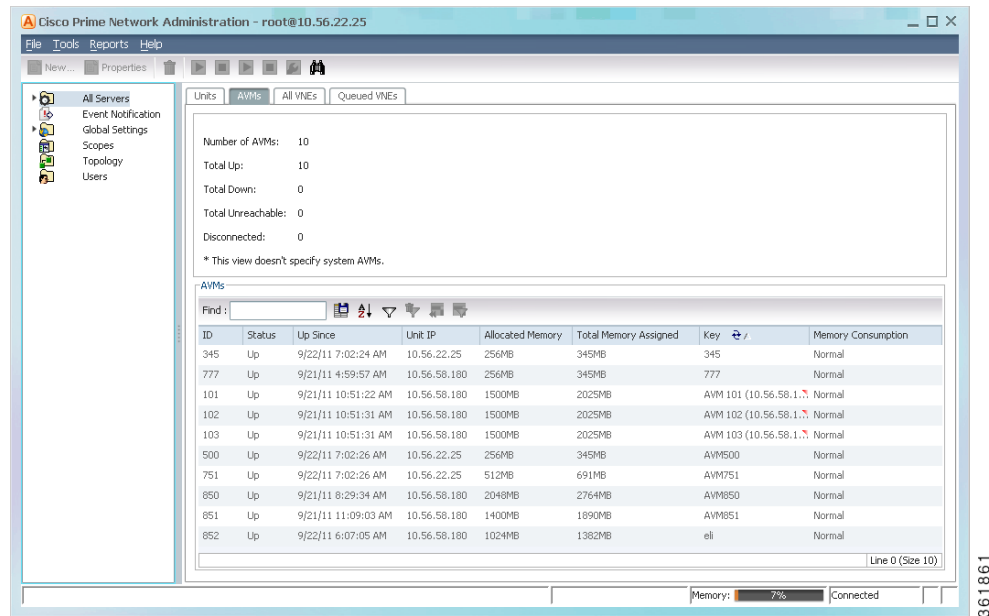 Cisco Prime Network Administration - root@10.56.22.25
File Tools Reports Help
New... Properties
All Servers
Event Notification
Global Settings
Scopes
Topology
Users
Units AVMs All VNEs Queued VNEs
Number of AVMs: 10
Total Up: 10
Total Down: 0
Total Unreachable: 0
Disconnected: 0
* This view doesn't specify system AVMs.
AVMs
Find :
ID Status Up Since Unit IP Allocated Memory Total Memory Assigned Key Memory Consumption
345 Up 9/22/11 7:02:24 AM 10.56.22.25 256MB 345MB 345 Normal
777 Up 9/21/11 4:59:57 AM 10.56.58.180 256MB 345MB 777 Normal
101 Up 9/21/11 10:51:22 AM 10.56.58.180 1500MB 2025MB AVM 101 (10.56.58.1... Normal
102 Up 9/21/11 10:51:31 AM 10.56.58.180 1500MB 2025MB AVM 102 (10.56.58.1... Normal
103 Up 9/21/11 10:51:31 AM 10.56.58.180 1500MB 2025MB AVM 103 (10.56.58.1... Normal
500 Up 9/22/11 7:02:26 AM 10.56.22.25 256MB 345MB AVM500 Normal
751 Up 9/22/11 7:02:26 AM 10.56.22.25 512MB 691MB AVM751 Normal
850 Up 9/21/11 8:29:34 AM 10.56.58.180 2048MB 2764MB AVM850 Normal
851 Up 9/21/11 11:09:03 AM 10.56.58.180 1400MB 1890MB AVM851 Normal
852 Up 9/22/11 6:07:05 AM 10.56.58.180 1024MB 1382MB eli Normal
Line 0 (Size 10)
Memory: 7% Connected
361861